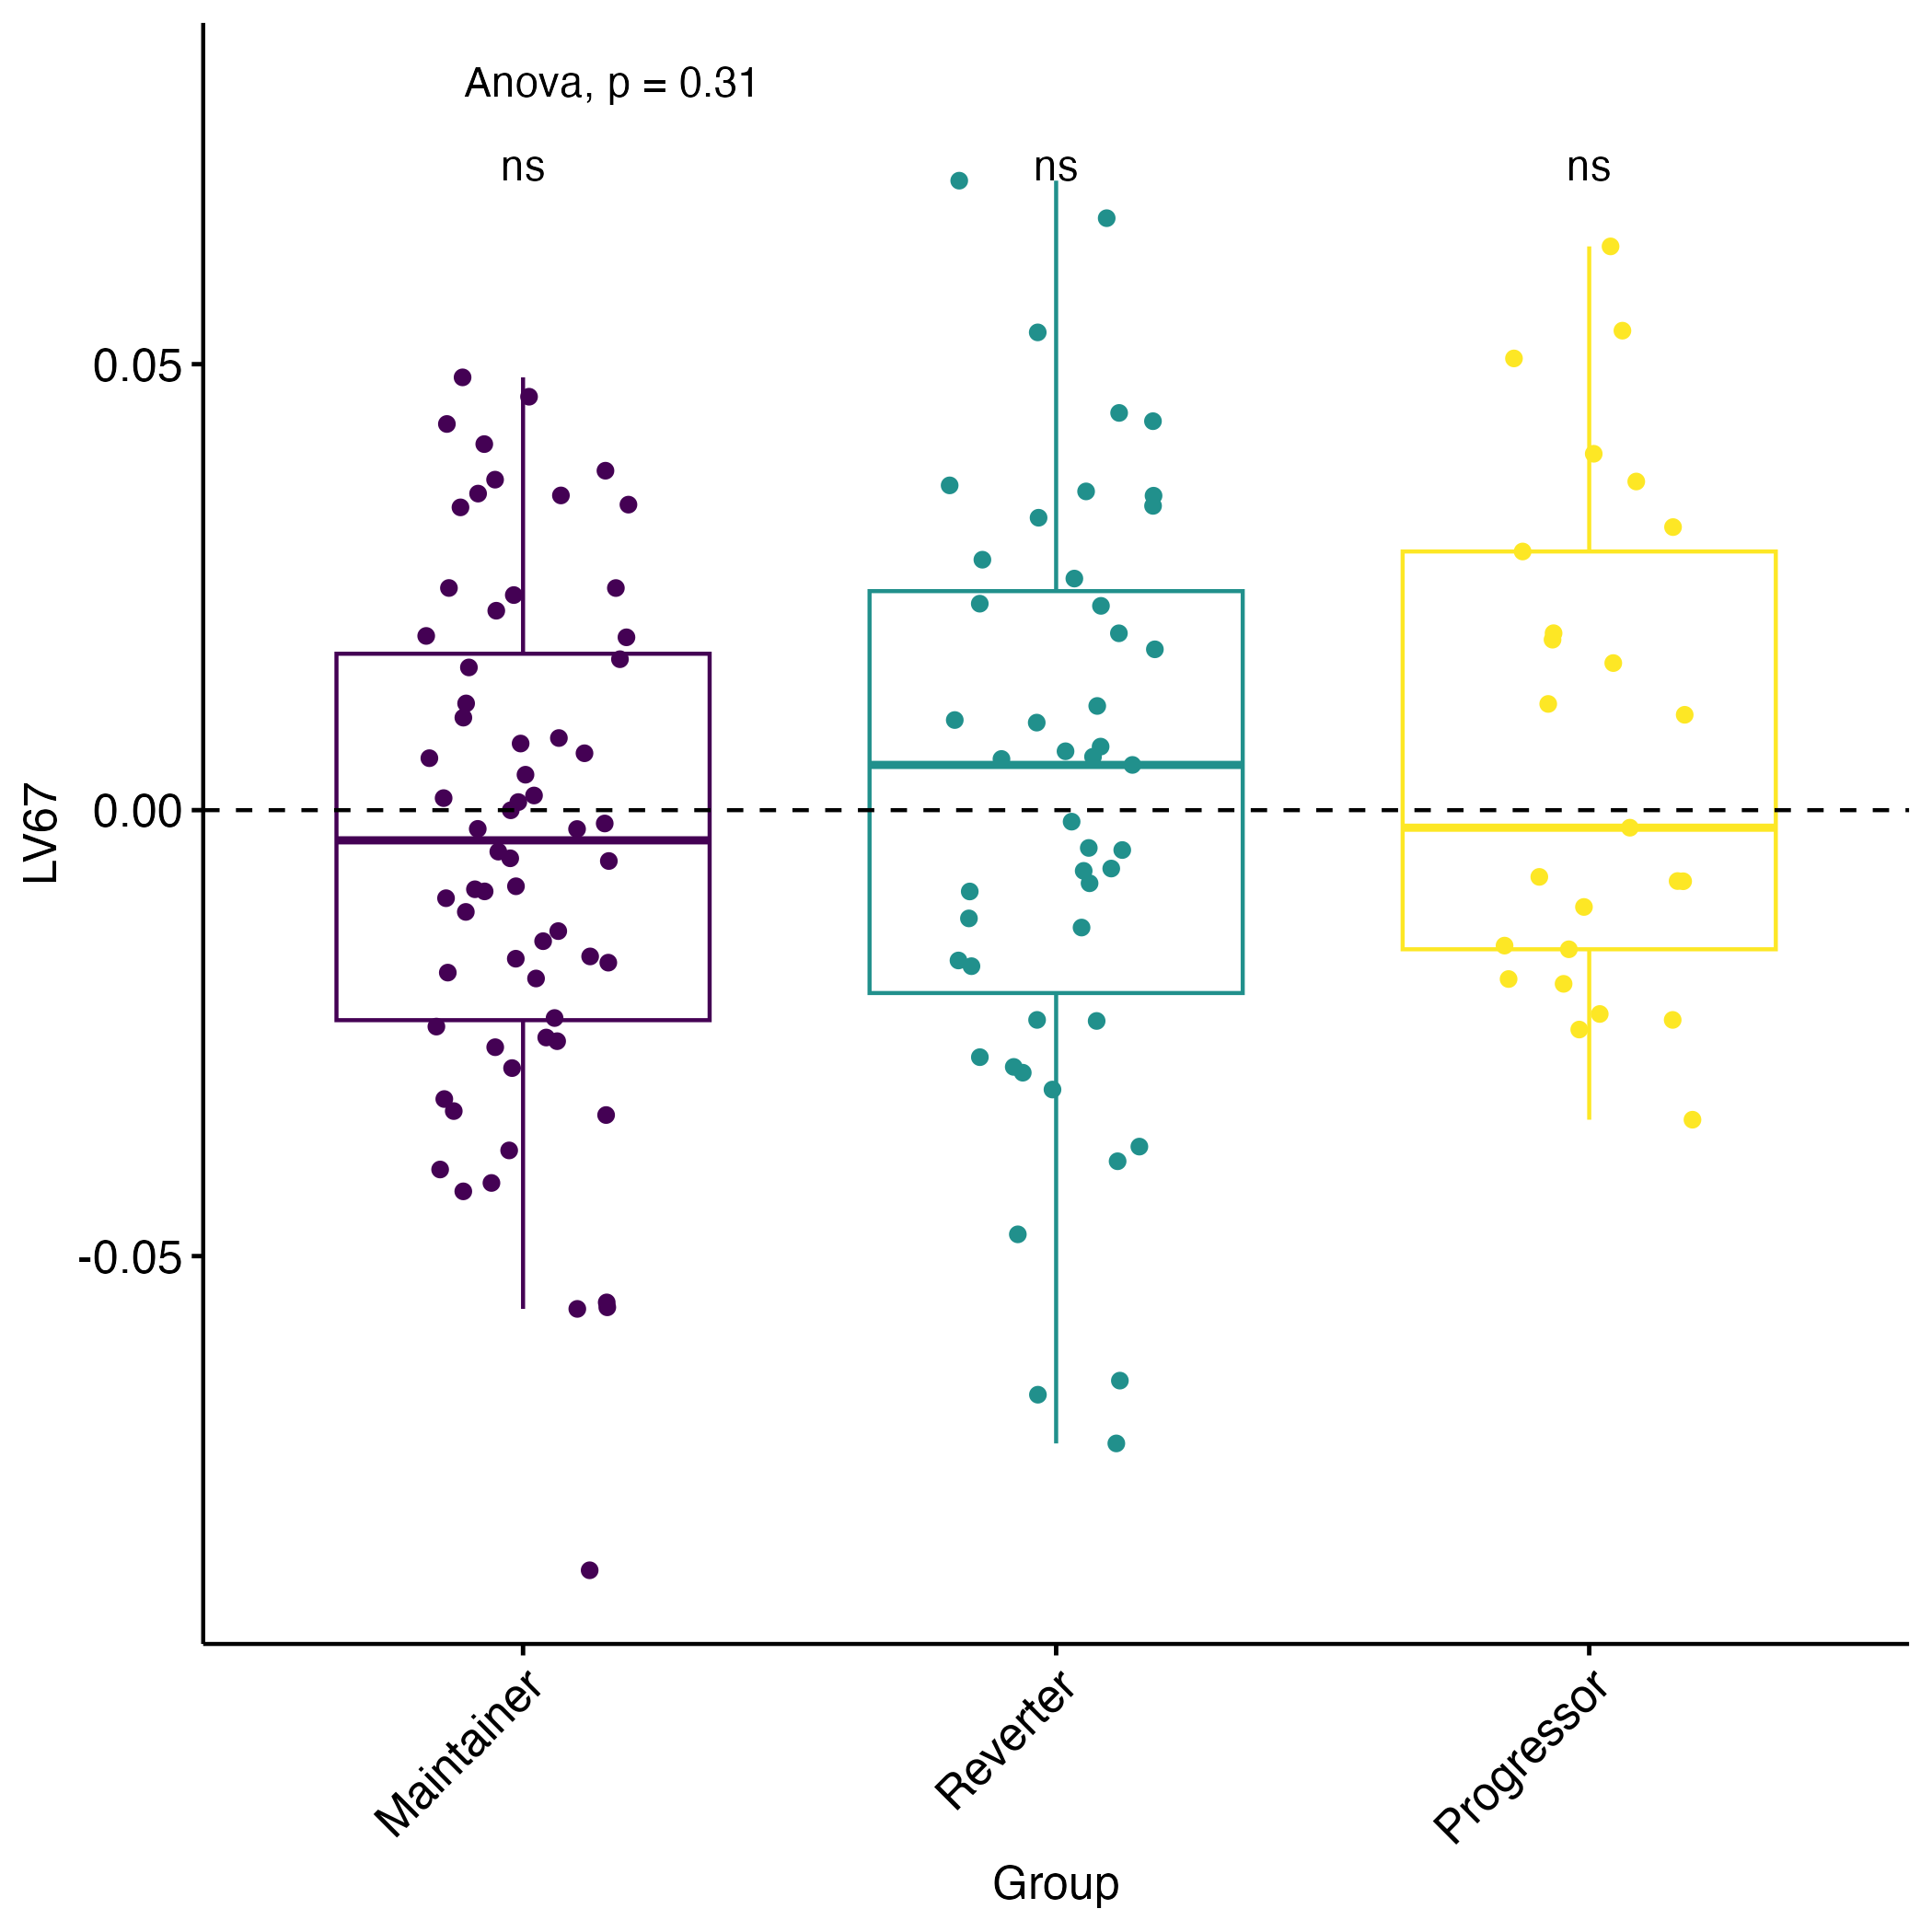 Anova, p = 0.31
ns ns ns
0.05
0.00
-0.05
LV67
Maintainer Reverter Progressor
Group